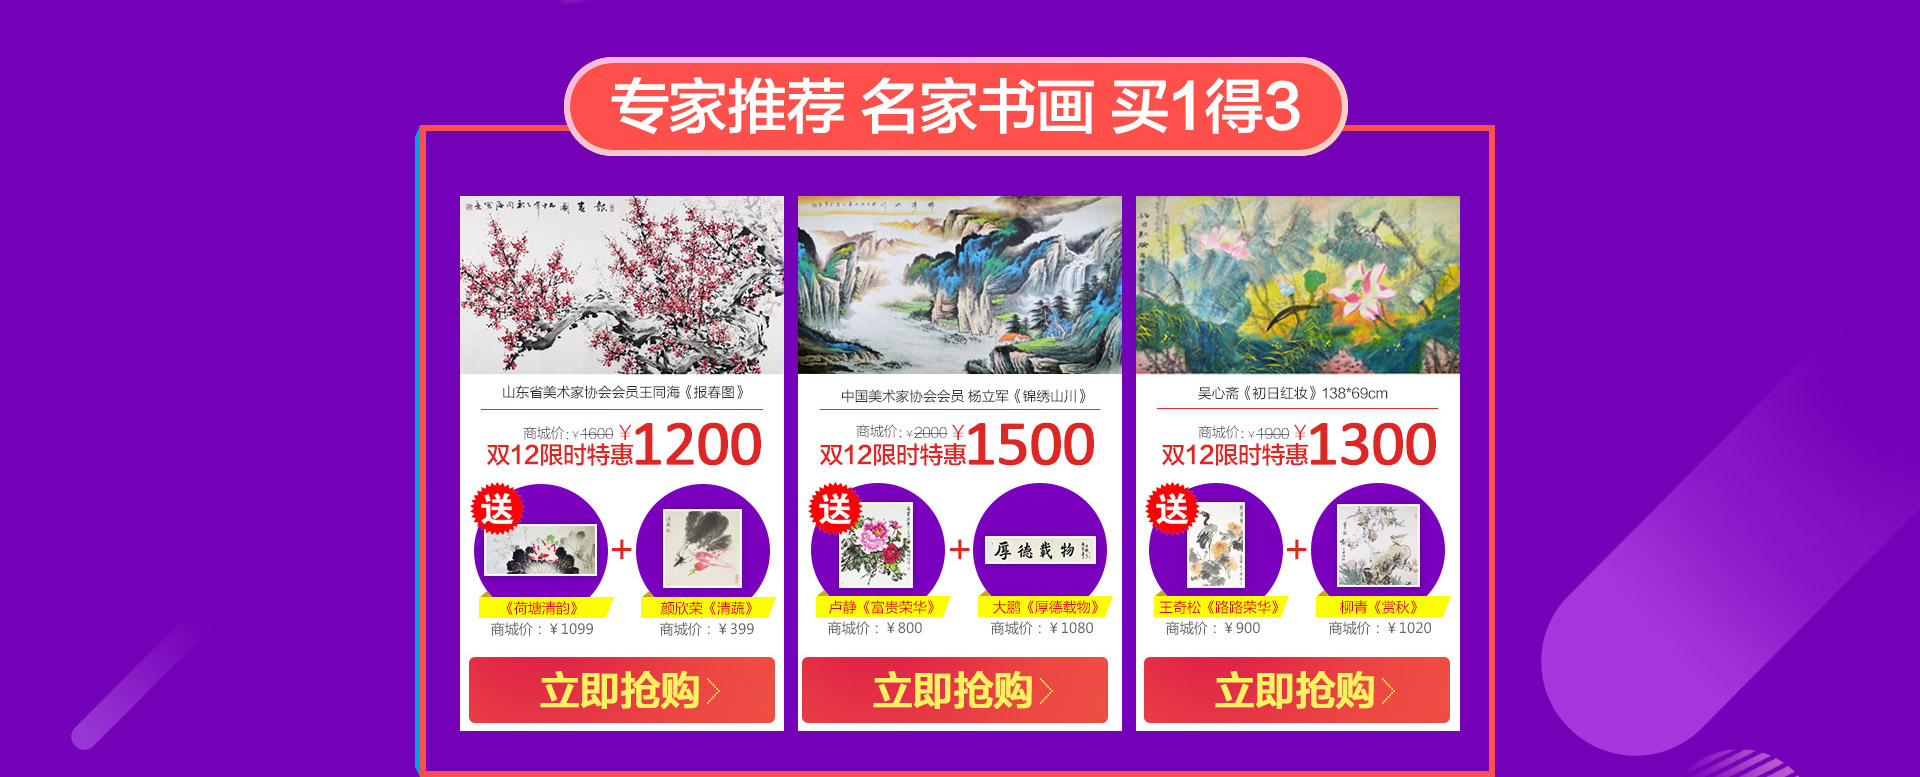 专家推荐 名家书画 买1得3
山东省美术家协会会员王同海《报春图》
商城价:¥1600 ¥1200
双12限时特惠
送
+
《荷塘清韵》
商城价：¥1099
颜欣荣《清蔬》
商城价：¥399
立即抢购
中国美术家协会会员 杨立军《锦绣山川》
商城价:¥2000 ¥1500
双12限时特惠
送
厚德载物
+
卢静《富贵荣华》
商城价：¥800
大鹏《厚德载物》
商城价：¥1080
立即抢购
吴心斋《初日红妆》138*69cm
商城价:¥1900 ¥1300
双12限时特惠
送
+
王奇松《路路荣华》
商城价：¥900
柳青《赏秋》
商城价：¥1020
立即抢购